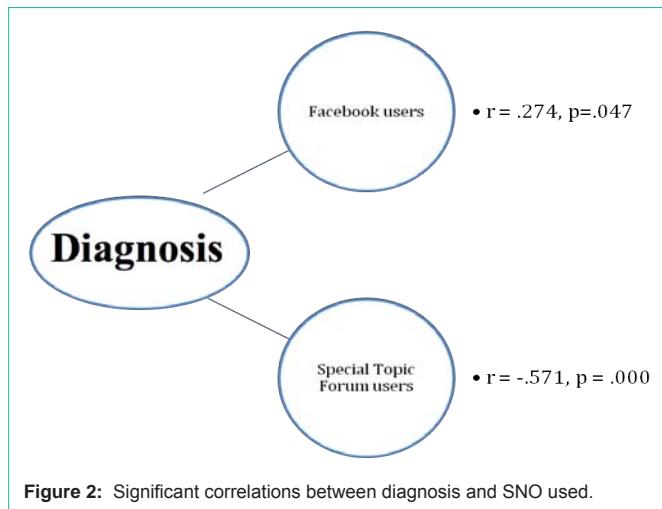 Facebook users
• r = .274, p=.047
Diagnosis
Special Topic
Forum users
• r = -.571, p = .000
Figure 2: Significant correlations between diagnosis and SNO used.